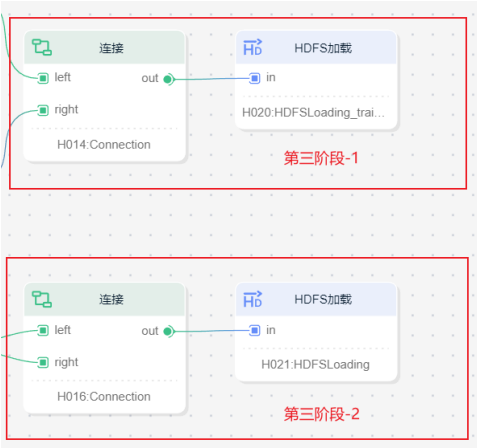 连接
HD HDFS加载
left out in
right
H014:Connection
H020:HDFSLoading_trai...
第三阶段-1
连接
HD HDFS加载
left out in
right
H016:Connection
H021:HDFSLoading
第三阶段-2